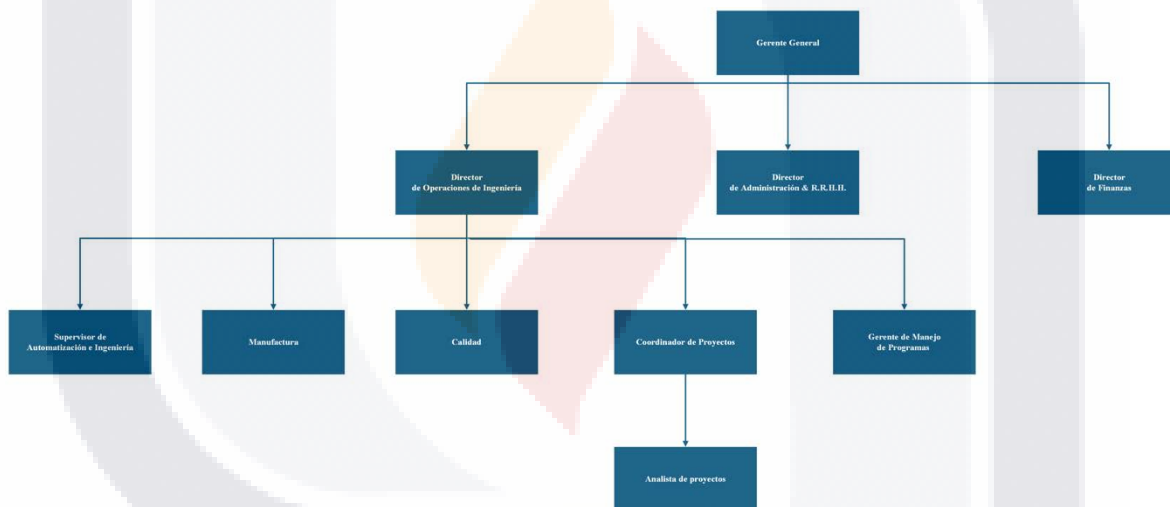 Gerente General
Director
de Operaciones de Ingeniería
Director
de Administración & R.R.H.H.
Director
de Finanzas
Supervisor de
Automatización e Ingeniería
Manufactura
Calidad
Coordinador de Proyectos
Gerente de Manejo
de Programas
Analista de proyectos